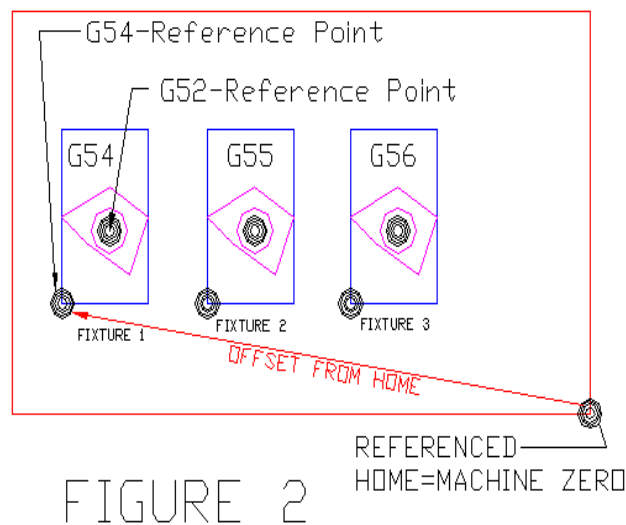 G54-Reference Point
G52-Reference Point
G54 G55 G56
FIXTURE 1 FIXTURE 2 FIXTURE 3
OFFSET FROM HOME
REFERENCED
HOME=MACHINE ZERO
FIGURE 2